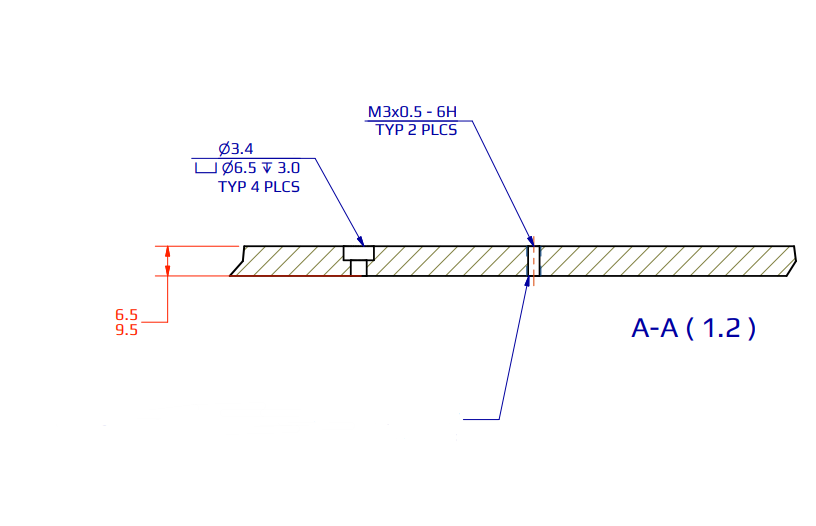 M3x0.5 - 6H
TYP 2 PLCS
Ø3.4
⌴ Ø6.5 ↧ 3.0
TYP 4 PLCS
6.5
9.5
A-A ( 1.2 )